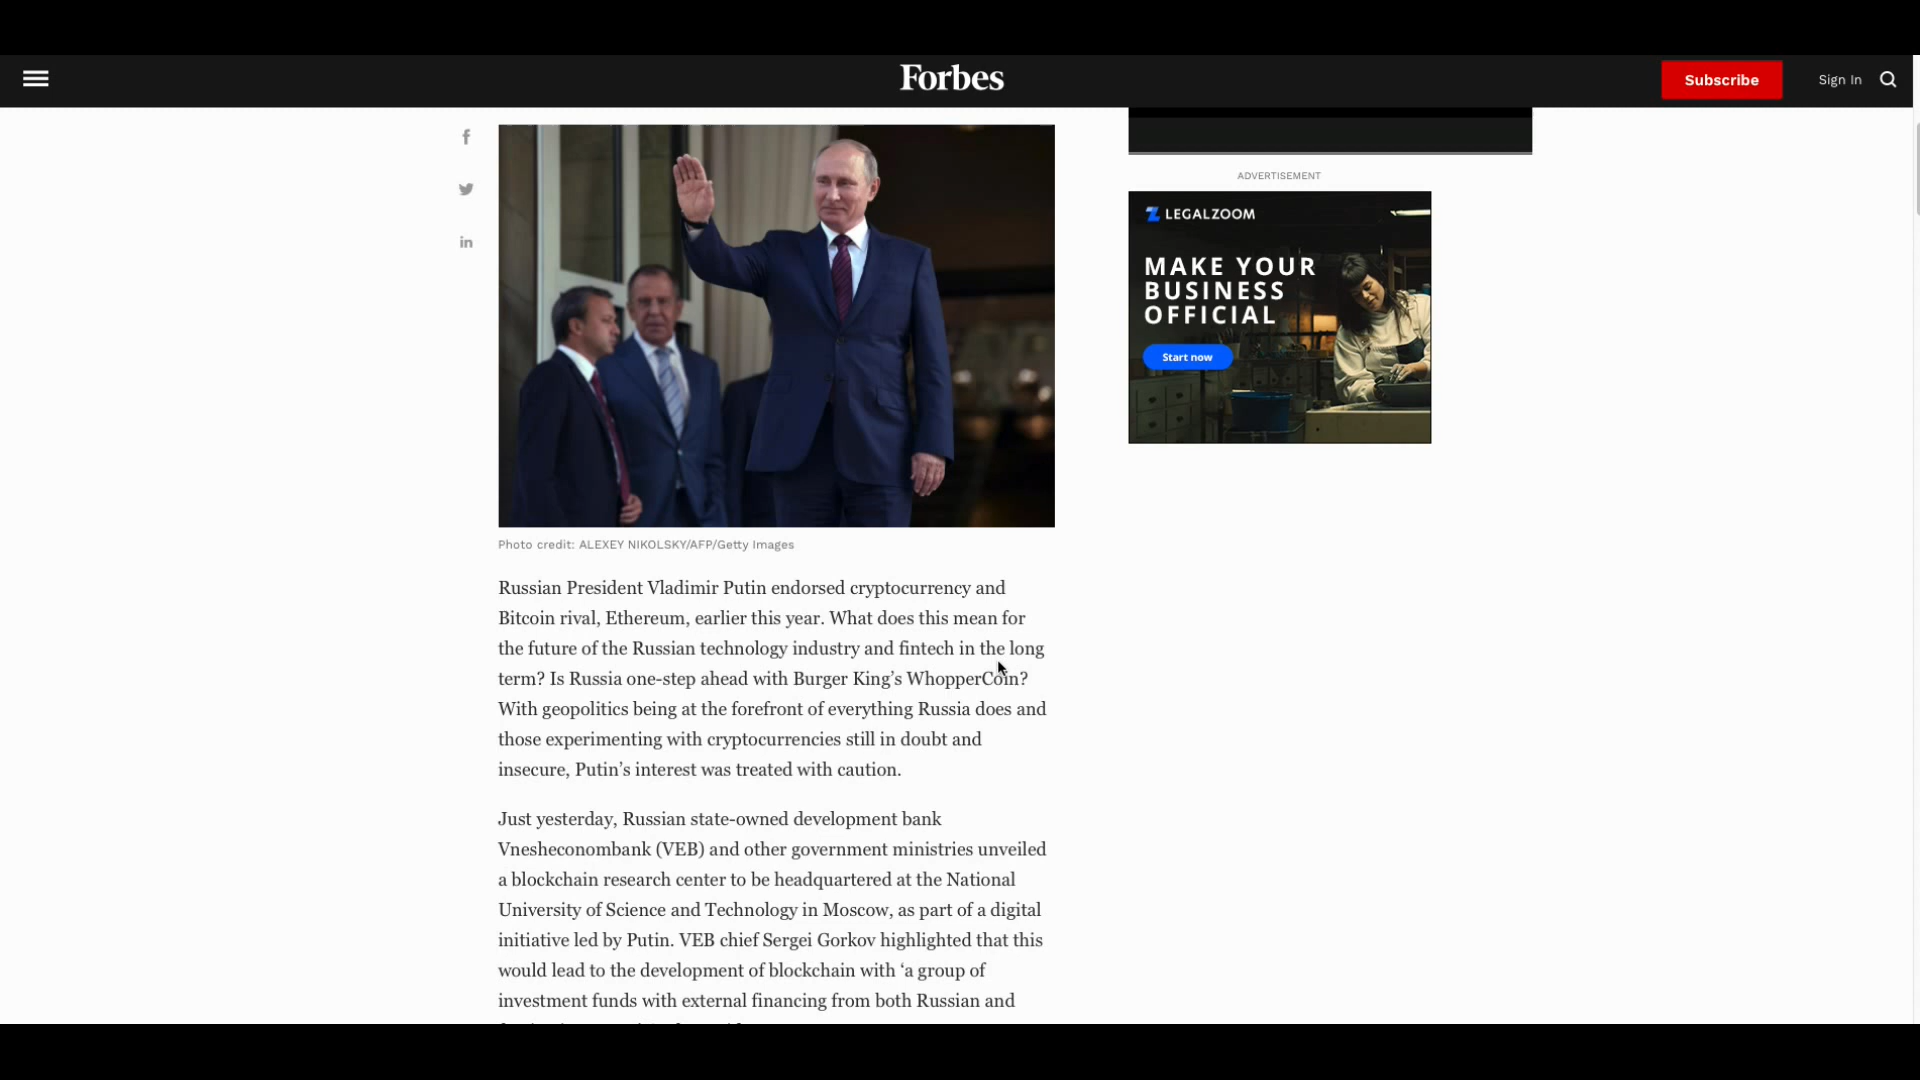 Forbes
Subscribe
Sign In
ADVERTISEMENT
LEGALZOOM
MAKE YOUR
BUSINESS
OFFICIAL
Start now
Photo credit: ALEXEY NIKOLSKY/AFP/Getty Images
Russian President Vladimir Putin endorsed cryptocurrency and
Bitcoin rival, Ethereum, earlier this year. What does this mean for
the future of the Russian technology industry and fintech in the long
term? Is Russia one-step ahead with Burger King’s WhopperCoin?
With geopolitics being at the forefront of everything Russia does and
those experimenting with cryptocurrencies still in doubt and
insecure, Putin’s interest was treated with caution.
Just yesterday, Russian state-owned development bank
Vnesheconombank (VEB) and other government ministries unveiled
a blockchain research center to be headquartered at the National
University of Science and Technology in Moscow, as part of a digital
initiative led by Putin. VEB chief Sergei Gorkov highlighted that this
would lead to the development of blockchain with ‘a group of
investment funds with external financing from both Russian and